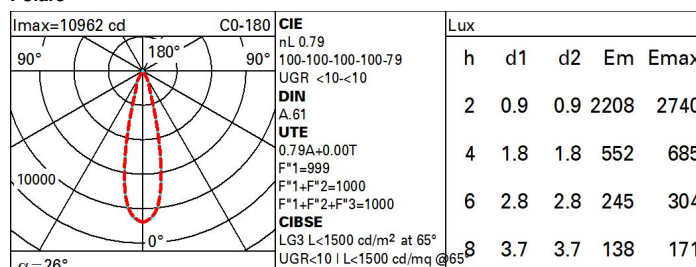 Imax=10962 cd C0-180
90° 180° 90°
10000
0°
α=26°
CIE
nL 0.79
100-100-100-100-79
UGR <10-<10
DIN
A.61
UTE
0.79A+0.00T
F"1=999
F"1+F"2=1000
F"1+F"2+F"3=1000
CIBSE
LG3 L<1500 cd/m² at 65°
UGR<10 | L<1500 cd/mq @65°
Lux
h d1 d2 Em Emax
2 0.9 0.9 2208 2740
4 1.8 1.8 552 685
6 2.8 2.8 245 304
8 3.7 3.7 138 171